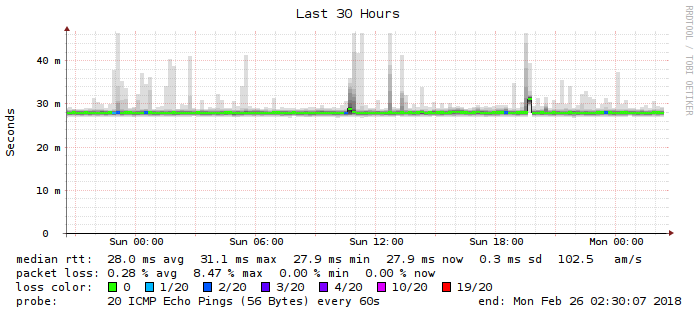 Last 30 Hours
RRDTOOL / TOBI OETIKER
Seconds
40 m
30 m
20 m
10 m
0
Sun 00:00 Sun 06:00 Sun 12:00 Sun 18:00 Mon 00:00
median rtt: 28.0 ms avg 31.1 ms max 27.9 ms min 27.9 ms now 0.3 ms sd 102.5 am/s
packet loss: 0.28 % avg 8.47 % max 0.00 % min 0.00 % now
loss color: 0 1/20 2/20 3/20 4/20 10/20 19/20
probe: 20 ICMP Echo Pings (56 Bytes) every 60s end: Mon Feb 26 02:30:07 2018